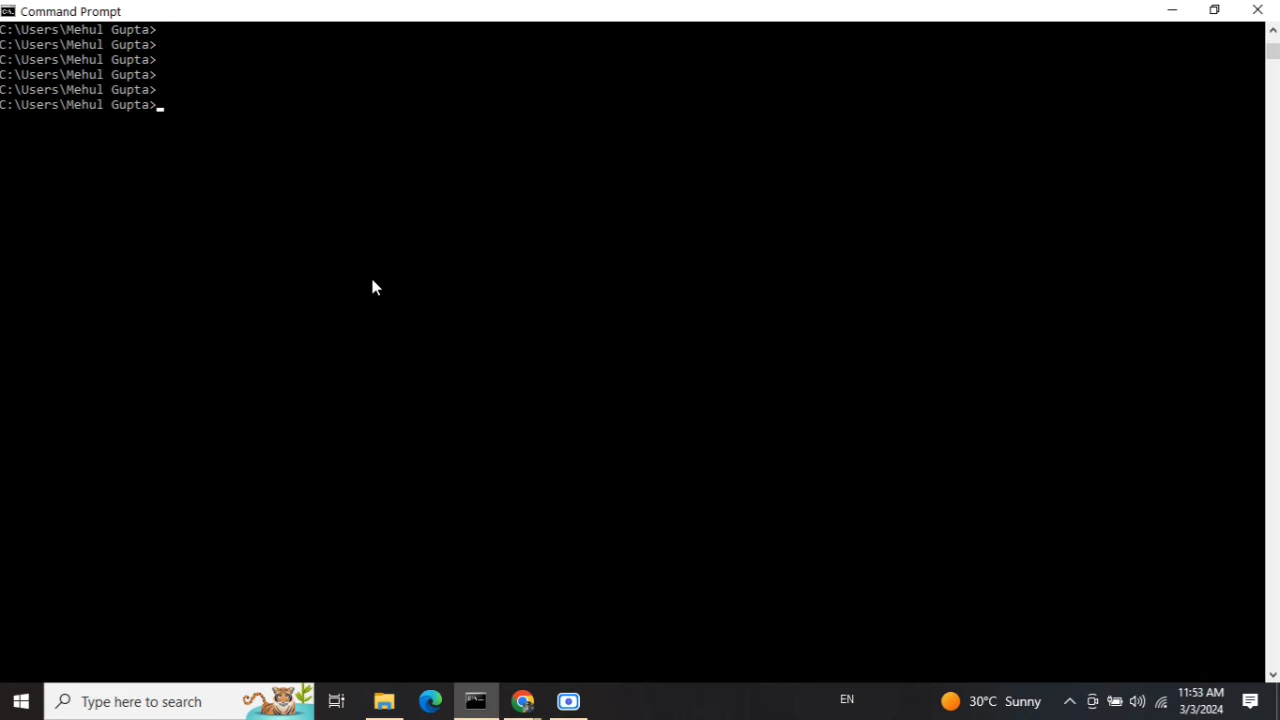 Command Prompt
C:\Users\Mehul Gupta>
C:\Users\Mehul Gupta>
C:\Users\Mehul Gupta>
C:\Users\Mehul Gupta>
C:\Users\Mehul Gupta>
C:\Users\Mehul Gupta>
Type here to search
EN
30°C Sunny
11:53 AM
3/3/2024